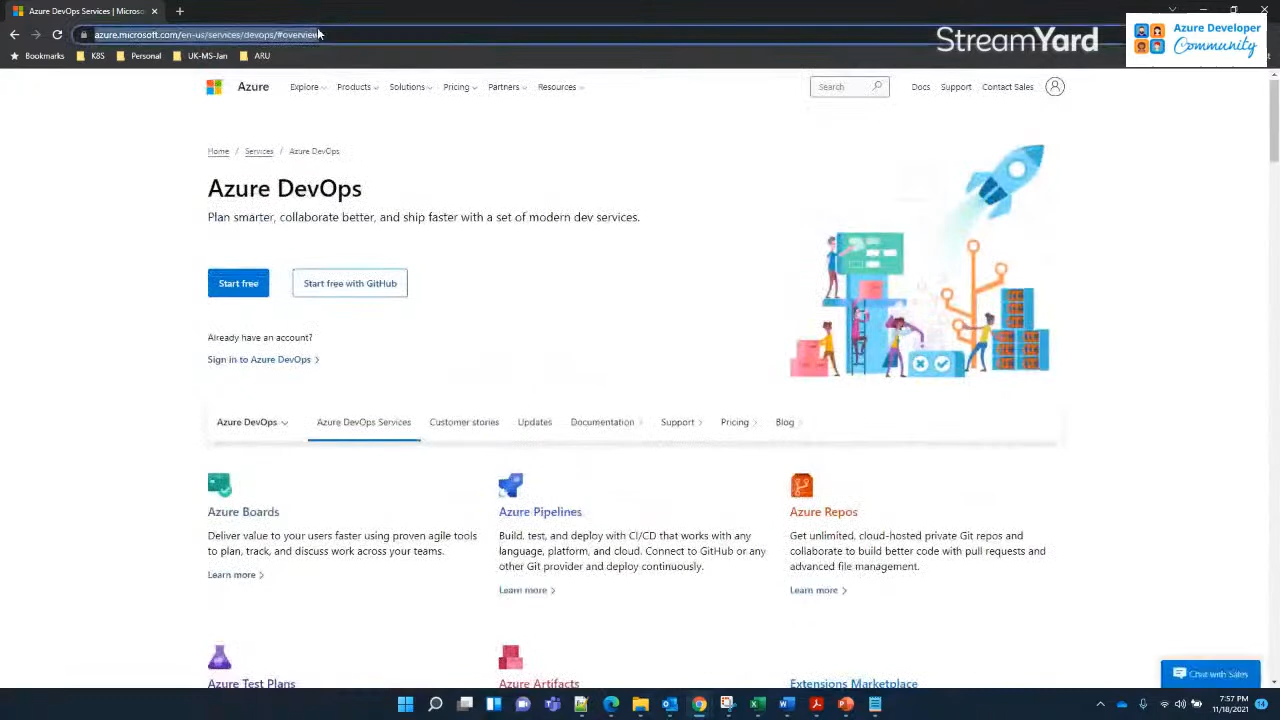 Azure DevOps Services | Micros
azure.microsoft.com/en-us/services/devops/#overview
StreamYard
Azure Developer
Community
Bookmarks
K8S
Personal
UK-MS-Jan
ARU
Azure
Explore
Products
Solutions
Pricing
Partners
Resources
Search
Docs
Support
Contact Sales
Home / Services / Azure DevOps
Azure DevOps
Plan smarter, collaborate better, and ship faster with a set of modern dev services.
Start free
Start free with GitHub
Already have an account?
Sign in to Azure DevOps >
Azure DevOps
Azure DevOps Services
Customer stories
Updates
Documentation
Support
Pricing
Blog
Azure Boards
Deliver value to your users faster using proven agile tools
to plan, track, and discuss work across your teams.
Learn more >
Azure Pipelines
Build, test, and deploy with CI/CD that works with any
language, platform, and cloud. Connect to GitHub or any
other Git provider and deploy continuously.
Learn more >
Azure Repos
Get unlimited, cloud-hosted private Git repos and
collaborate to build better code with pull requests and
advanced file management.
Learn more >
Azure Test Plans
Azure Artifacts
Extensions Marketplace
Chat with Sales
7:57 PM
11/18/2021